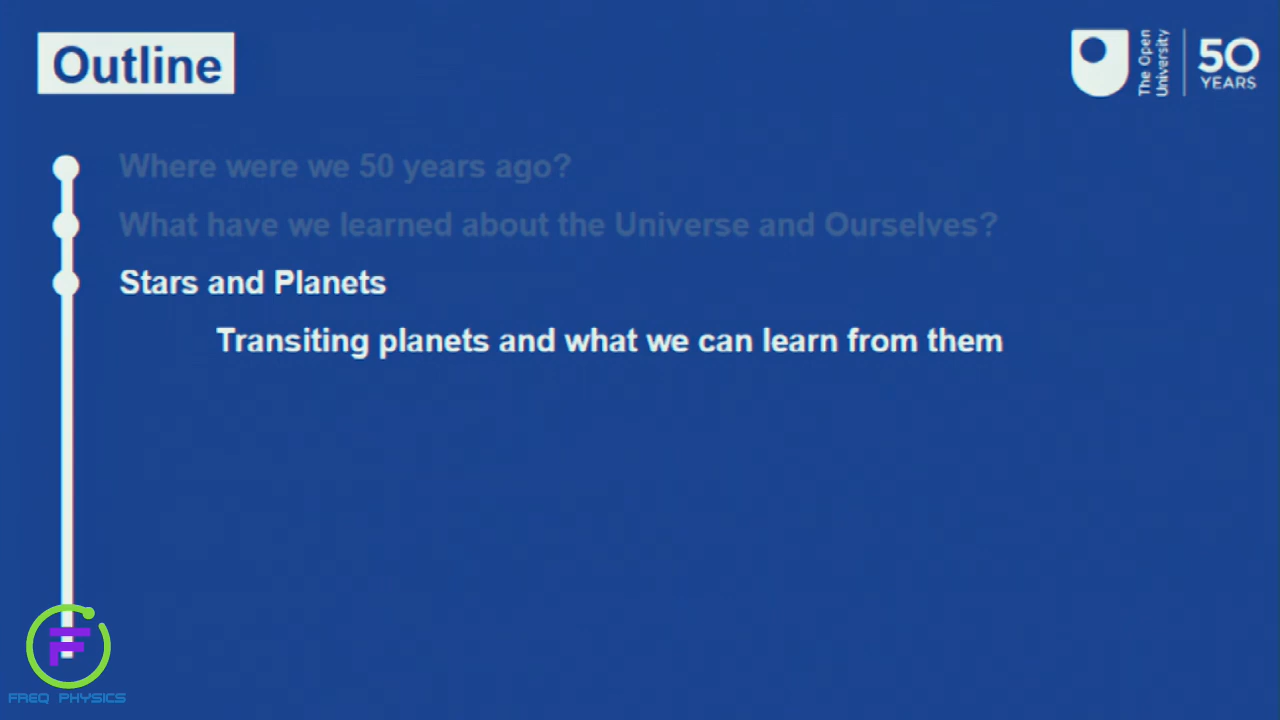 Outline
The Open
University
50
YEARS
Where were we 50 years ago?
What have we learned about the Universe and Ourselves?
Stars and Planets
Transiting planets and what we can learn from them
F
FREQ PHYSICS